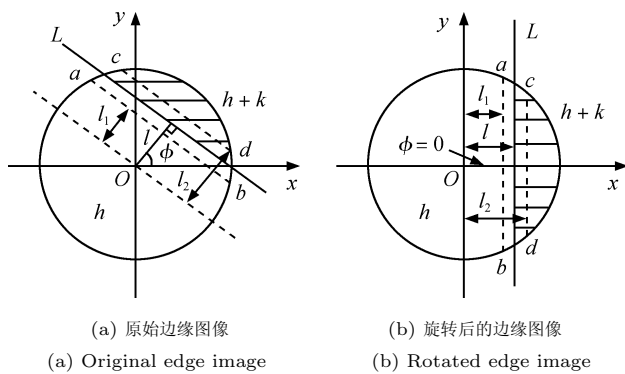 y
L
c
a
h + k
l₁
l
ϕ
d
O
l₂
x
b
h
y
L
a
c
l₁
h + k
l
ϕ = 0
O
x
l₂
h
d
b
(a) 原始边缘图像
(a) Original edge image
(b) 旋转后的边缘图像
(b) Rotated edge image